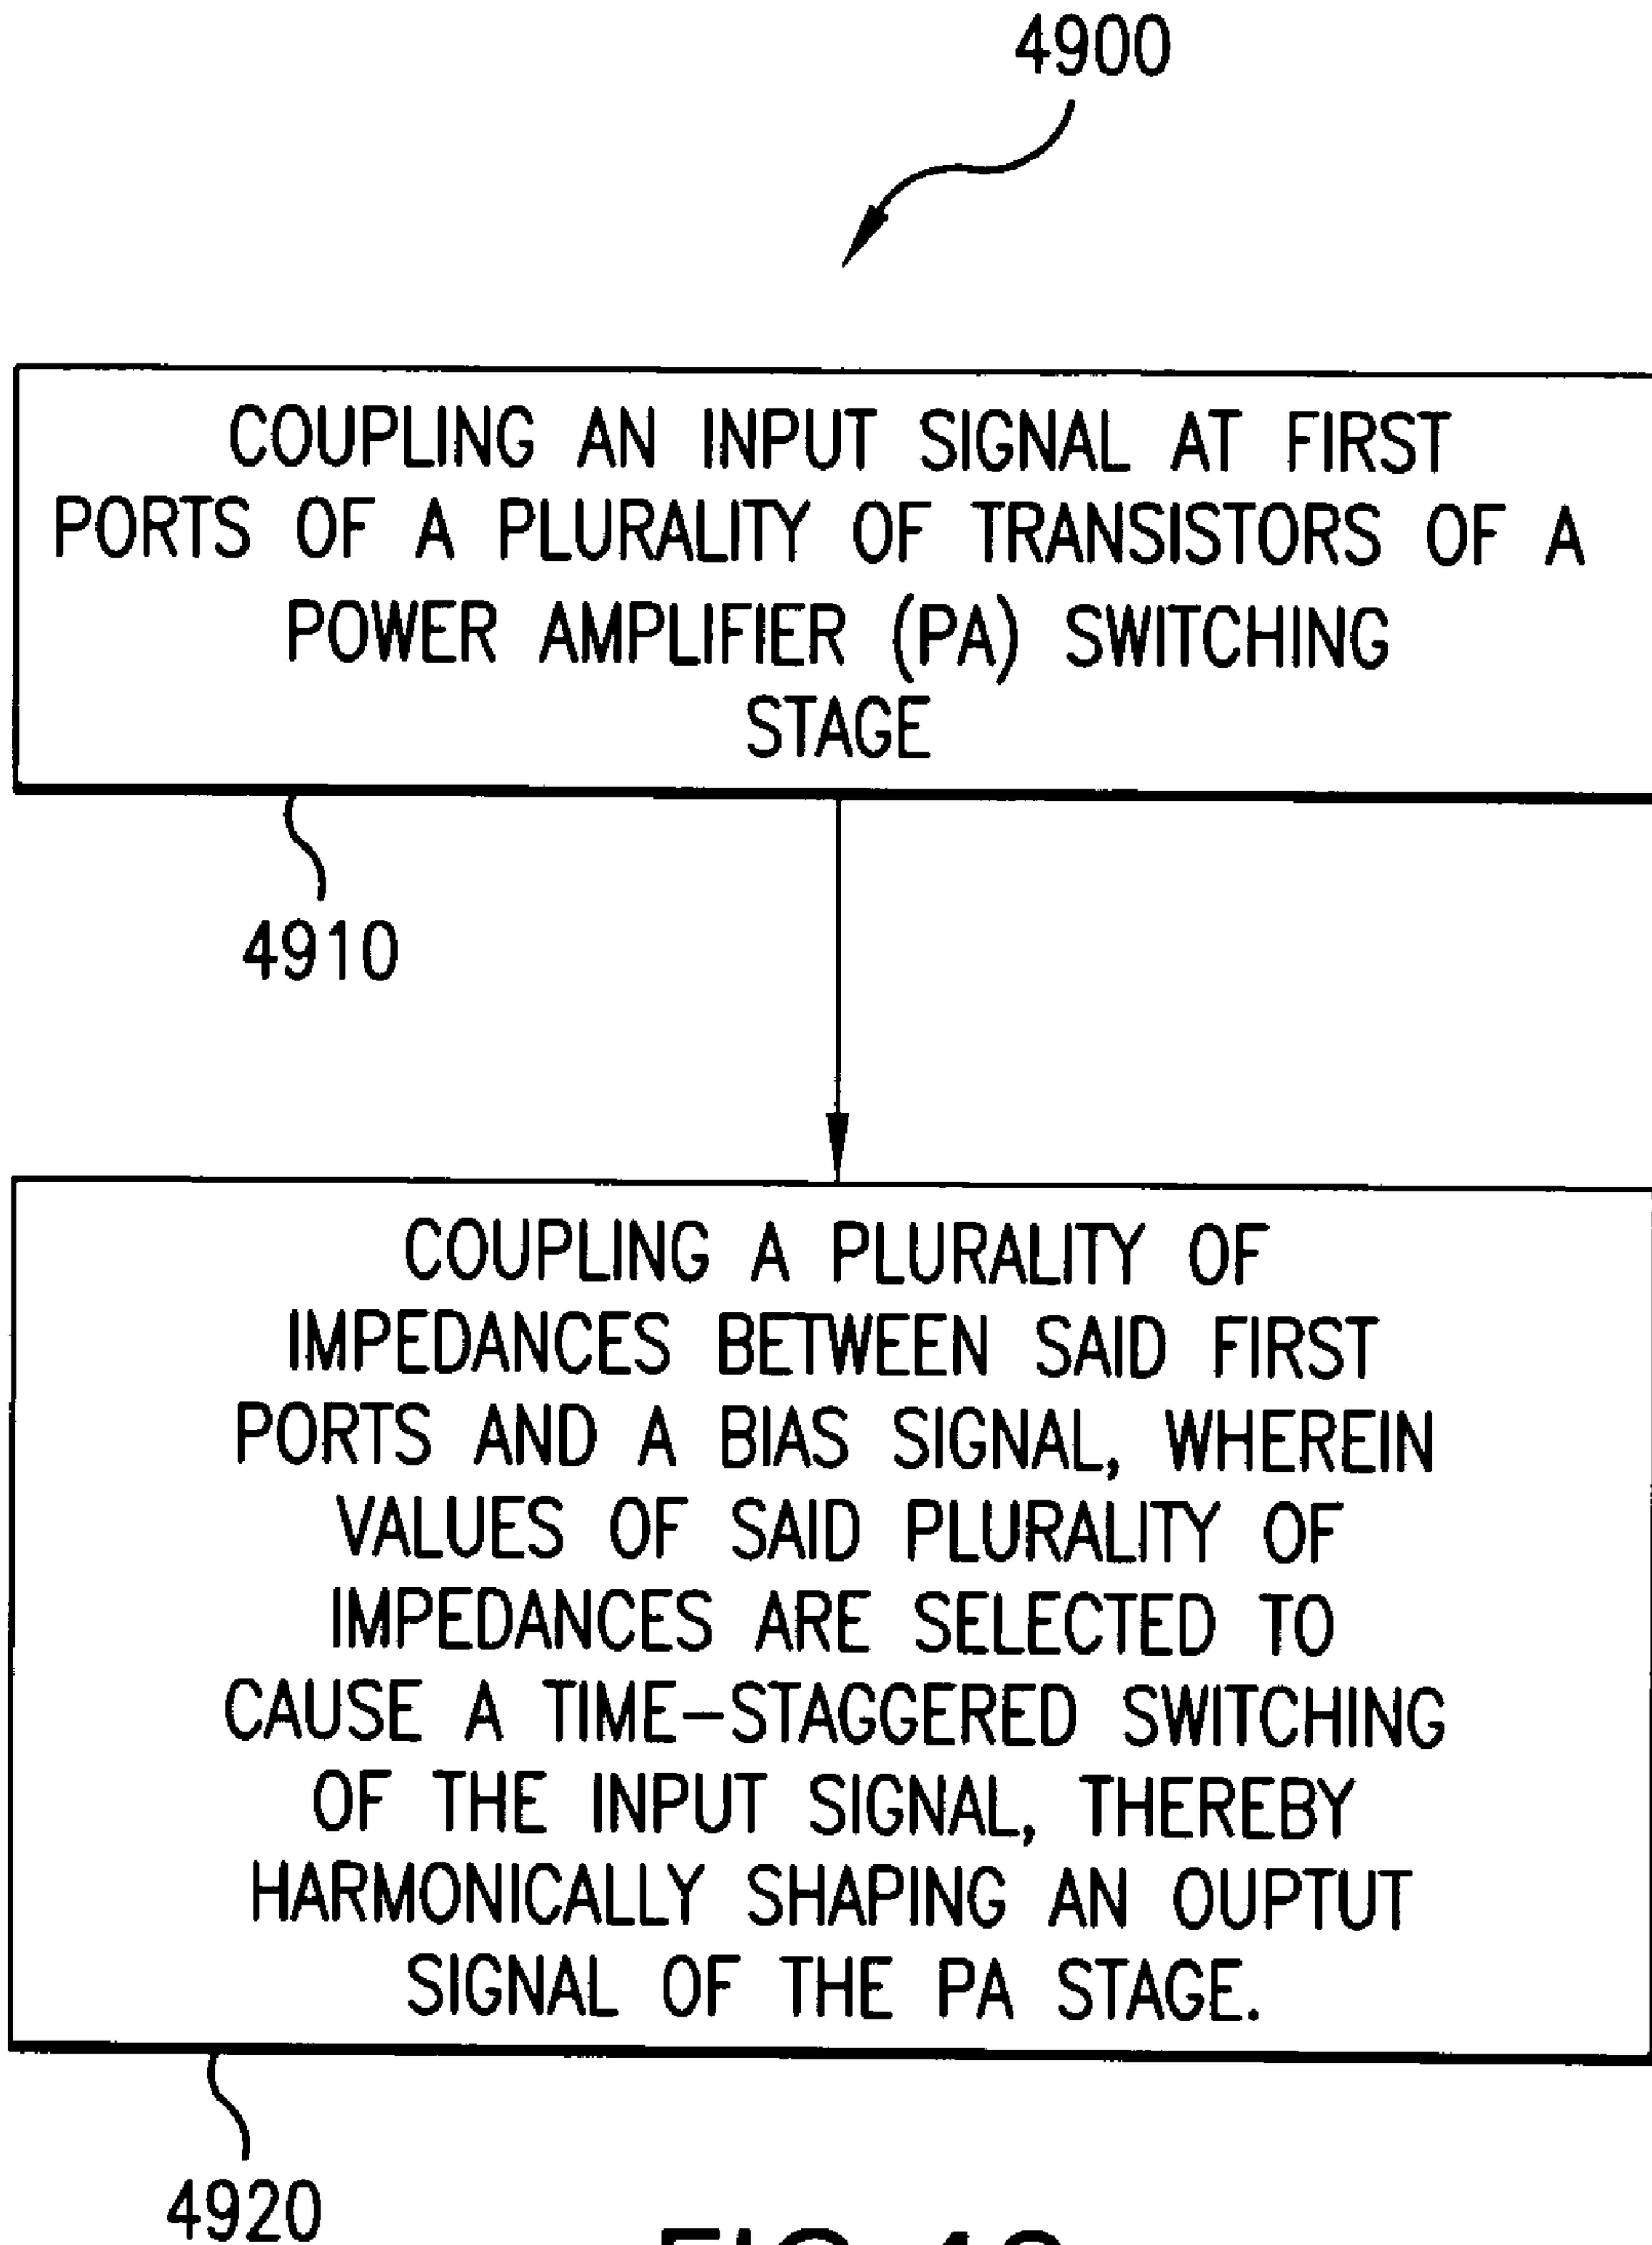 4900
COUPLING AN INPUT SIGNAL AT FIRST
PORTS OF A PLURALITY OF TRANSISTORS OF A
POWER AMPLIFIER (PA) SWITCHING
STAGE
4910
COUPLING A PLURALITY OF
IMPEDANCES BETWEEN SAID FIRST
PORTS AND A BIAS SIGNAL, WHEREIN
VALUES OF SAID PLURALITY OF
IMPEDANCES ARE SELECTED TO
CAUSE A TIME-STAGGERED SWITCHING
OF THE INPUT SIGNAL, THEREBY
HARMONICALLY SHAPING AN OUPTUT
SIGNAL OF THE PA STAGE.
4920